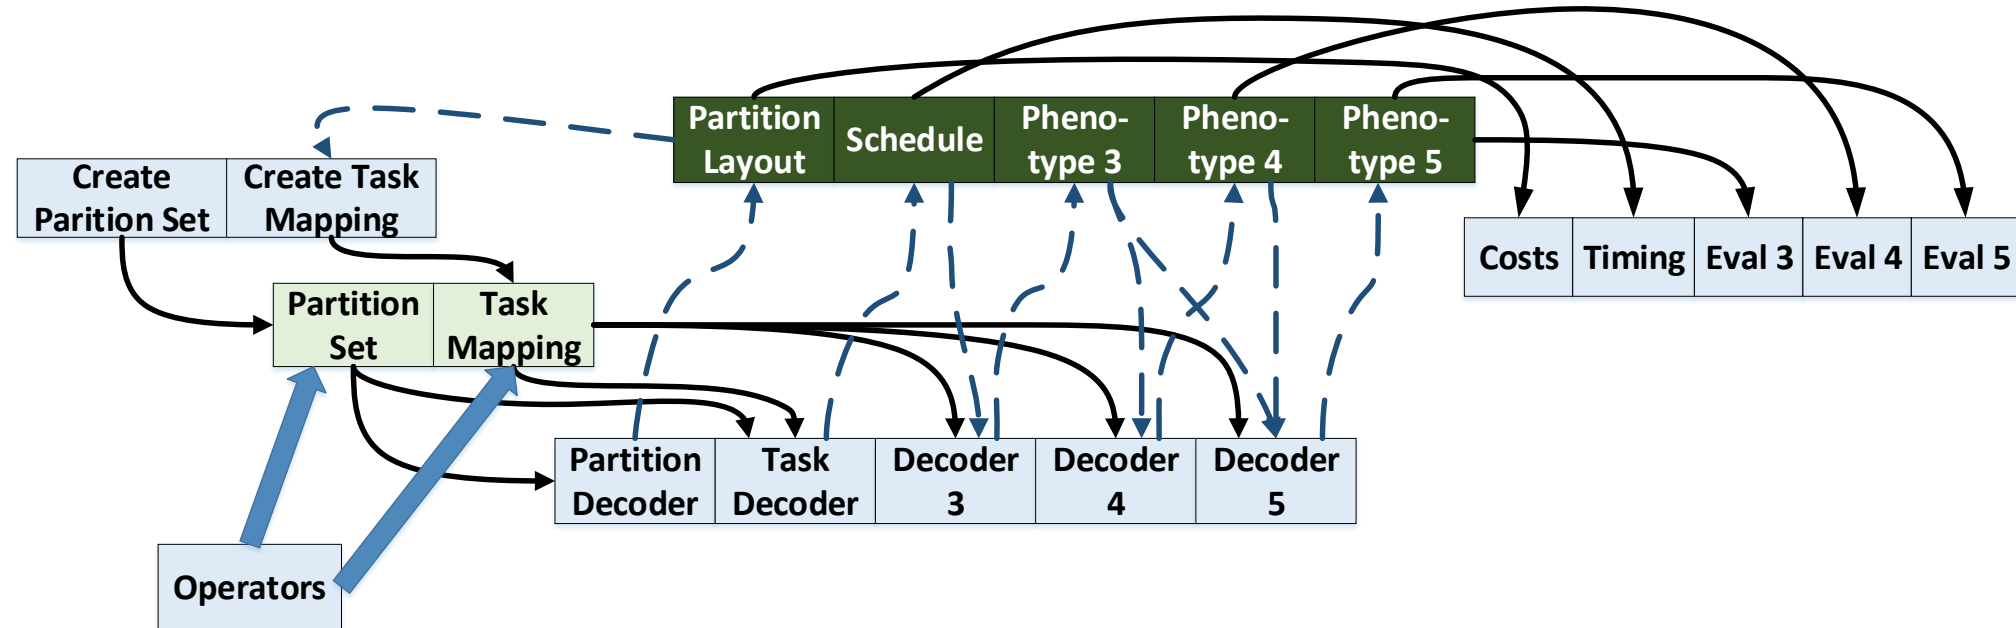 Partition
Layout
Schedule
Pheno-
type 3
Pheno-
type 4
Pheno-
type 5
Create
Parition Set
Create Task
Mapping
Costs
Timing
Eval 3
Eval 4
Eval 5
Partition
Set
Task
Mapping
Partition
Decoder
Task
Decoder
Decoder
3
Decoder
4
Decoder
5
Operators